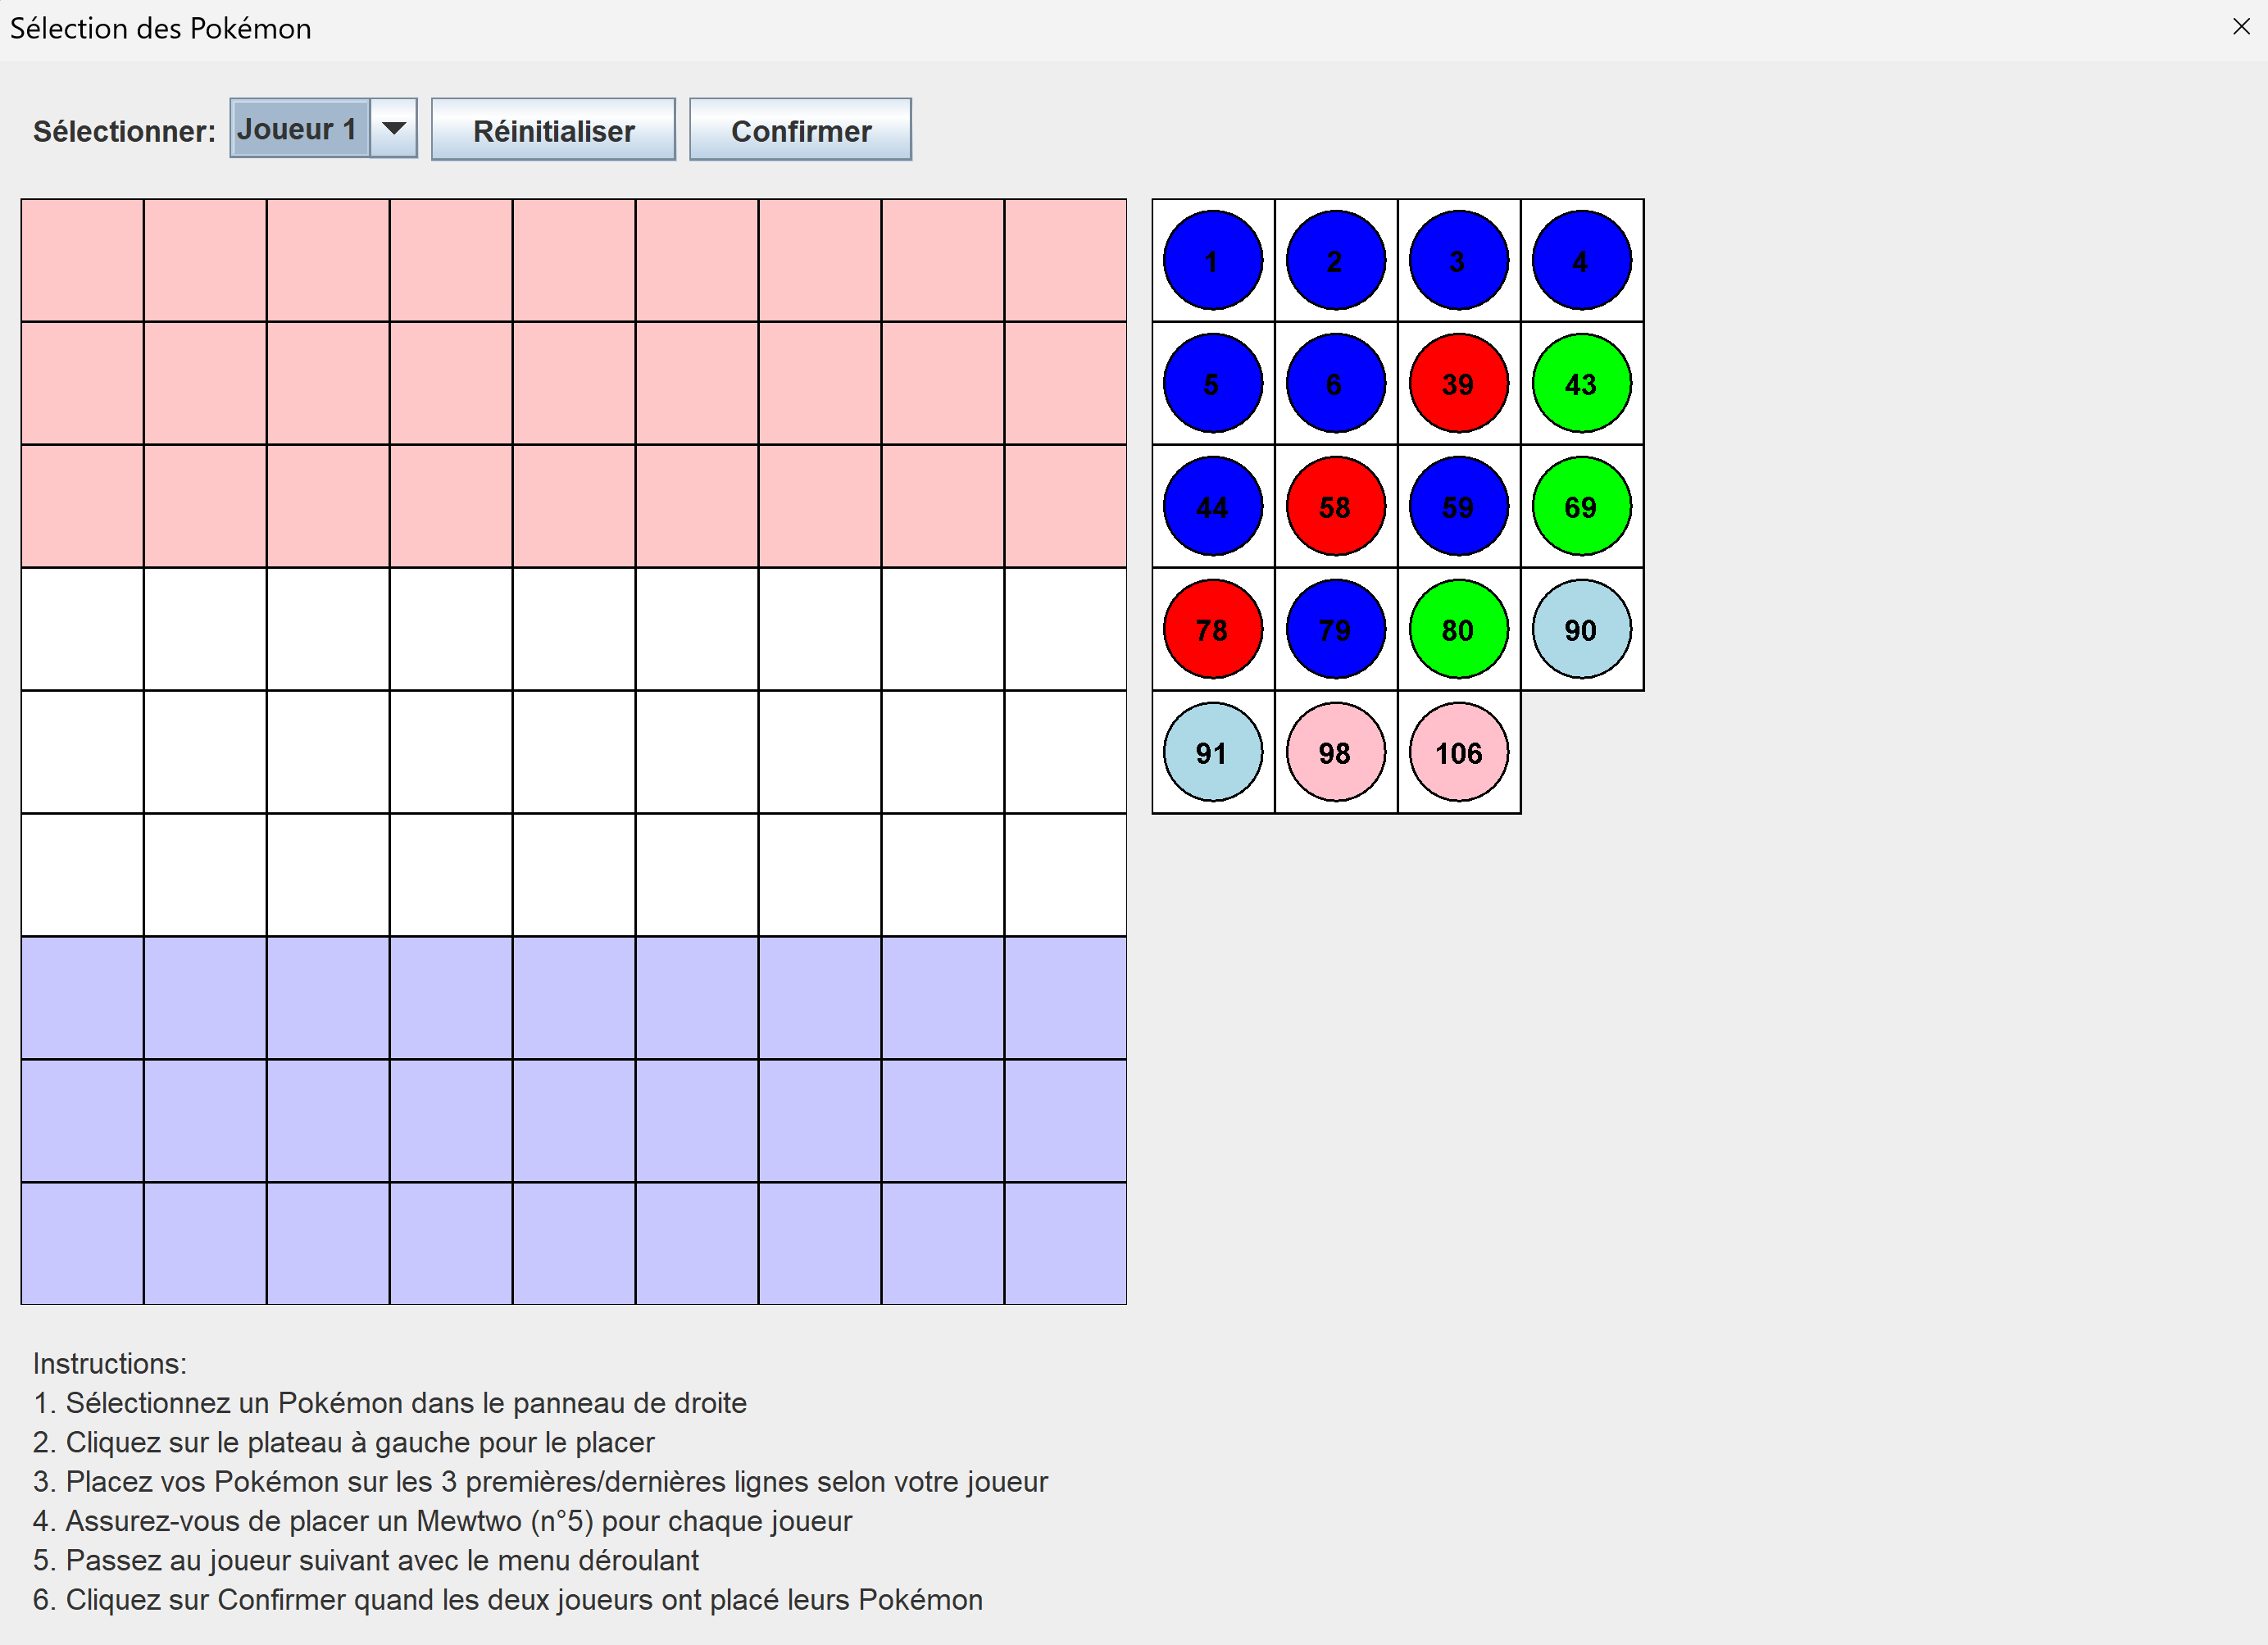 Sélection des Pokémon
Sélectionner: Joueur 1 Réinitialiser Confirmer
1 2 3 4
5 6 39 43
44 58 59 69
78 79 80 90
91 98 106
Instructions:
1. Sélectionnez un Pokémon dans le panneau de droite
2. Cliquez sur le plateau à gauche pour le placer
3. Placez vos Pokémon sur les 3 premières/dernières lignes selon votre joueur
4. Assurez-vous de placer un Mewtwo (n°5) pour chaque joueur
5. Passez au joueur suivant avec le menu déroulant
6. Cliquez sur Confirmer quand les deux joueurs ont placé leurs Pokémon